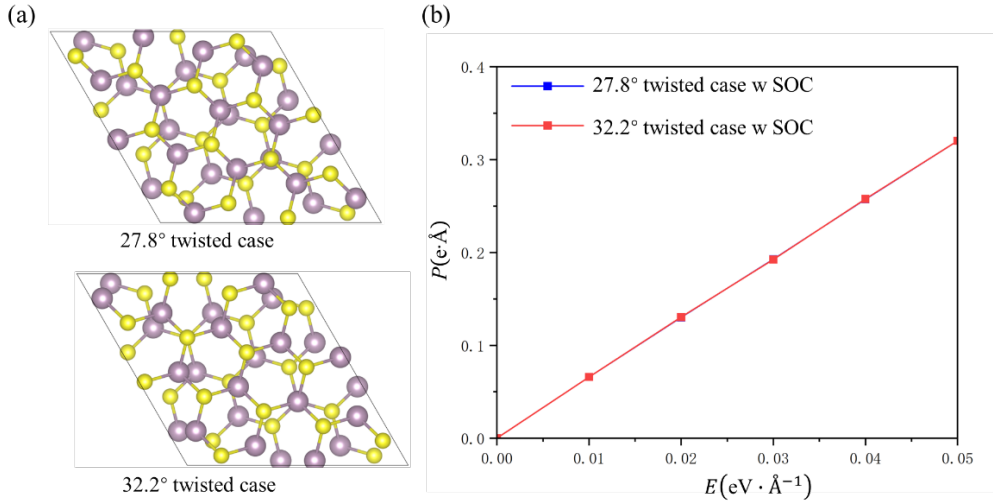 (a)
27.8° twisted case
32.2° twisted case
(b)
27.8° twisted case w SOC
32.2° twisted case w SOC
P(e·Å)
0.4
0.3
0.2
0.1
0.0
0.00 0.01 0.02 0.03 0.04 0.05
E(eV · Å⁻¹)